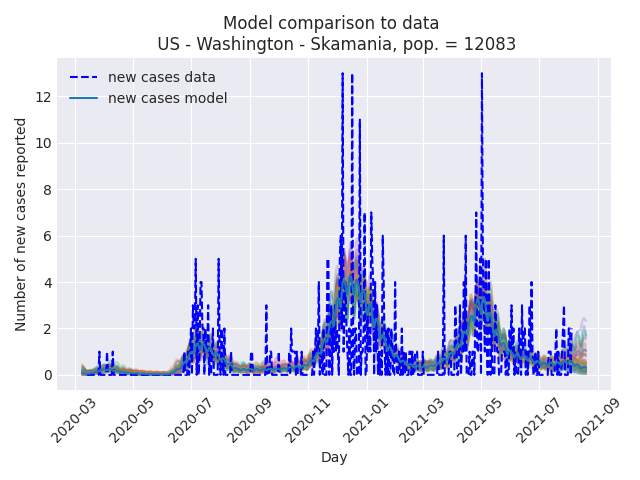 Model comparison to data
US - Washington - Skamania, pop. = 12083
new cases data
new cases model
Number of new cases reported
12
10
8
6
4
2
0
2020-03
2020-05
2020-07
2020-09
2020-11
2021-01
2021-03
2021-05
2021-07
2021-09
Day